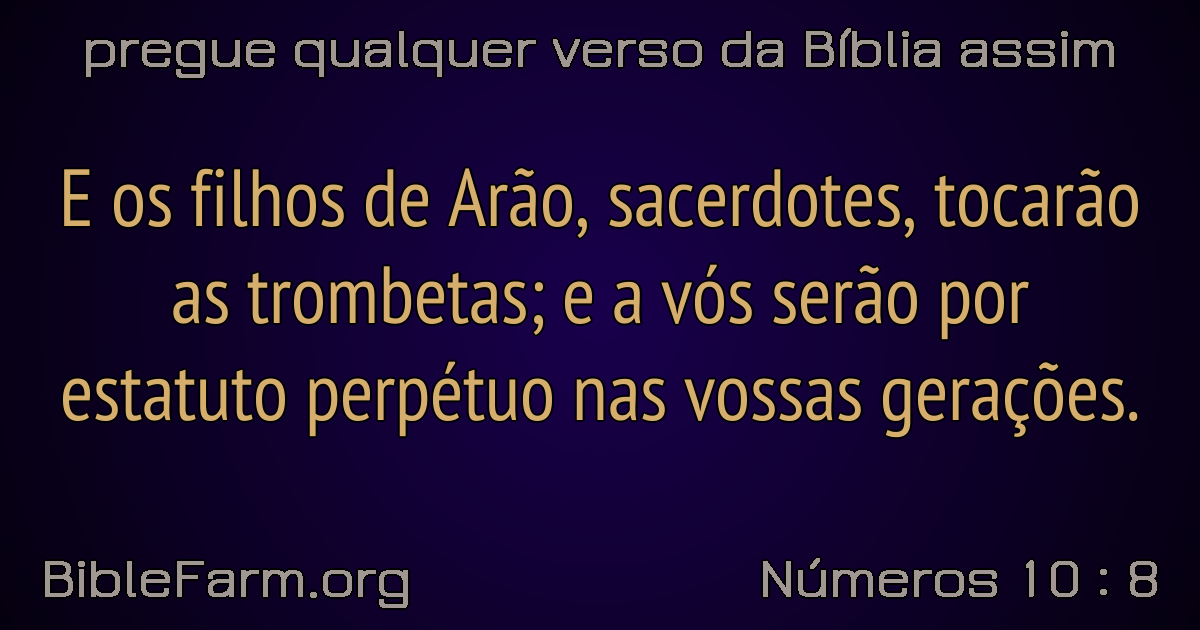 pregue qualquer verso da Bíblia assim
E os filhos de Arão, sacerdotes, tocarão
as trombetas; e a vós serão por
estatuto perpétuo nas vossas gerações.
BibleFarm.org
Números 10 : 8